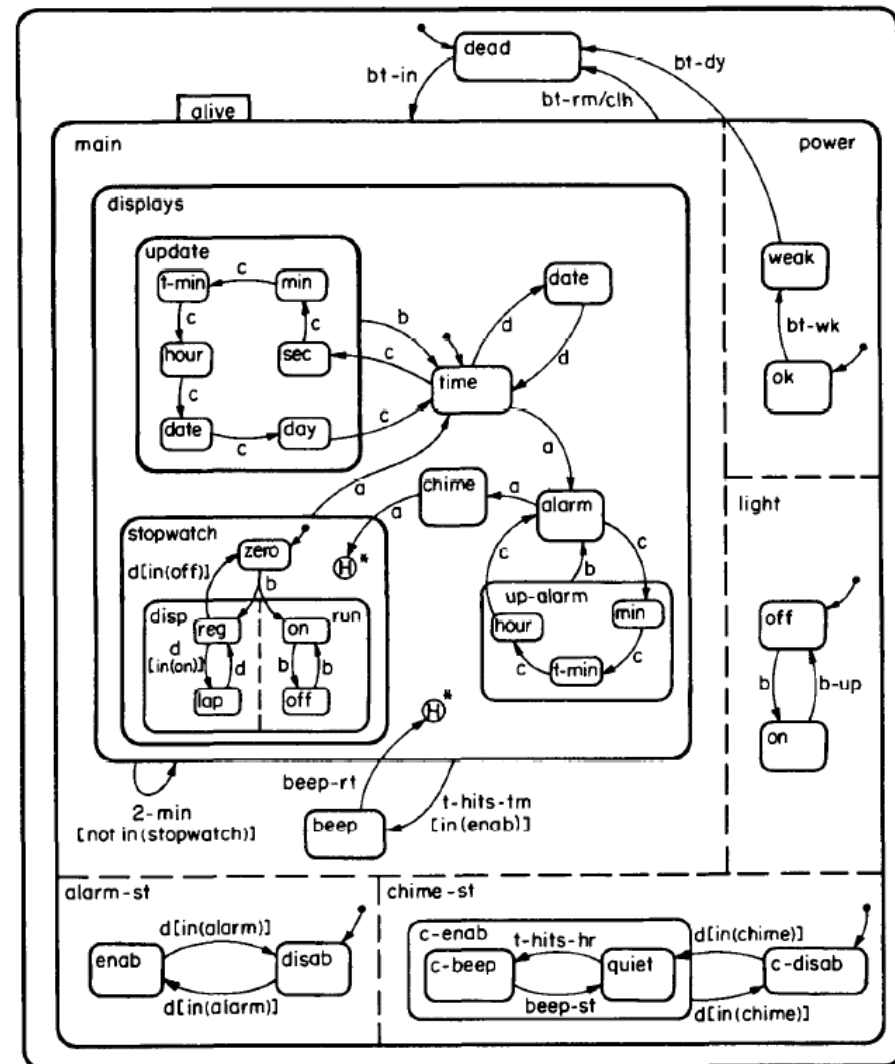 dead
bt-in
bt-dy
bt-rm/clh
alive
main
power
displays
update
t-min
c
min
c
c
hour
sec
c
c
date
c
day
c
b
time
d
date
d
weak
bt-wk
ok
a
a
chime
a
alarm
a
light
stopwatch
zero
H*
d[in(off)]
b
c
b
c
up-alarm
disp
reg
on
run
hour
min
d
[in(on)]
d
b
b
c
t-min
c
lap
off
H*
off
b
b-up
on
beep-rt
t-hits-tm
[in(enab)]
2-min
[not in(stopwatch)]
beep
alarm-st
chime-st
d[in(alarm)]
enab
disab
d[in(alarm)]
c-enab
t-hits-hr
d[in(chime)]
c-beep
quiet
c-disab
beep-st
d[in(chime)]